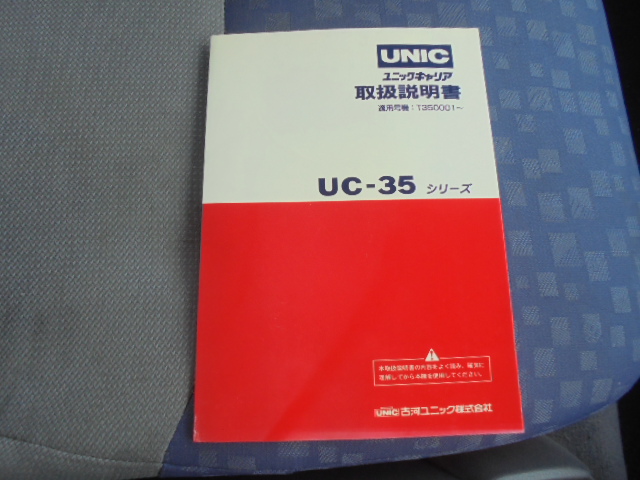 UNIC
ユニックキャリア
取扱説明書
適用号機:T350001~
UC-35 シリーズ
本取扱説明書の内容をよく読み、確実に
理解してから本機を使用してください。
UNIC 古河ユニック株式会社